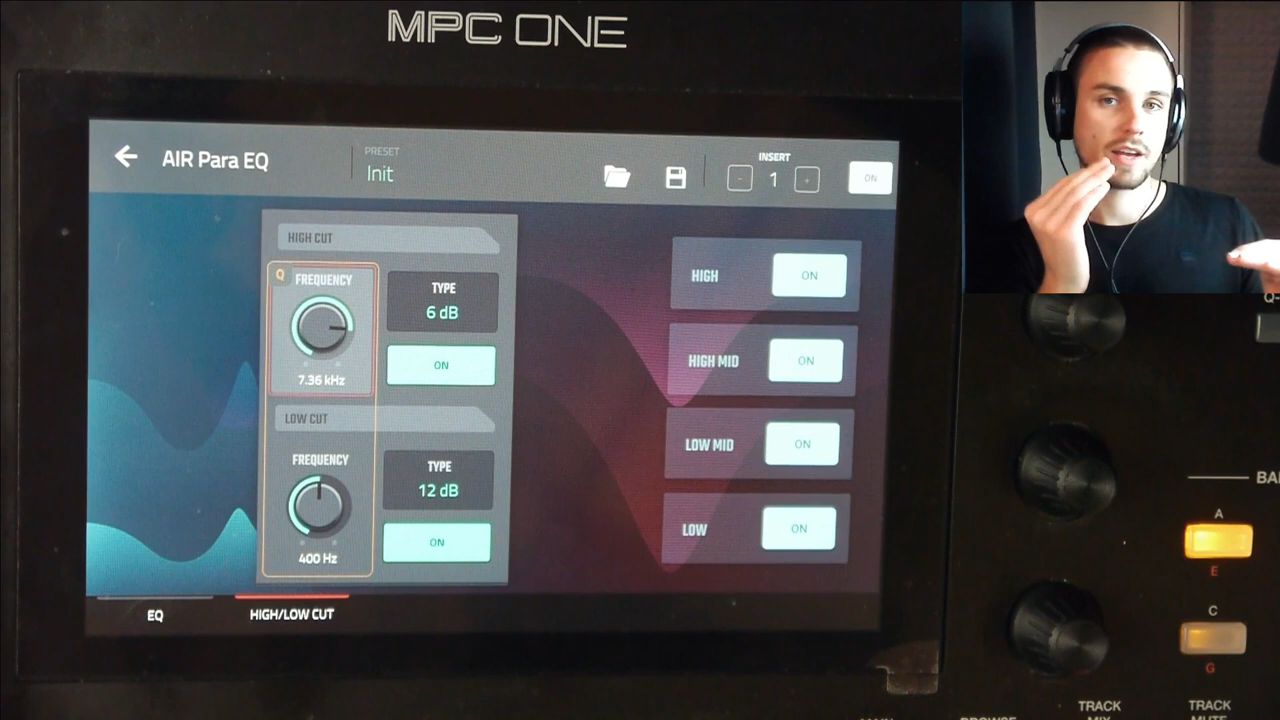 MPC ONE
AIR Para EQ
PRESET
Init
INSERT
- 1 +
ON
HIGH CUT
Q FREQUENCY
7.36 kHz
TYPE
6 dB
ON
LOW CUT
FREQUENCY
400 Hz
TYPE
12 dB
ON
HIGH ON
HIGH MID ON
LOW MID ON
LOW ON
EQ
HIGH/LOW CUT
A
E
C
G
TRACK
TRACK